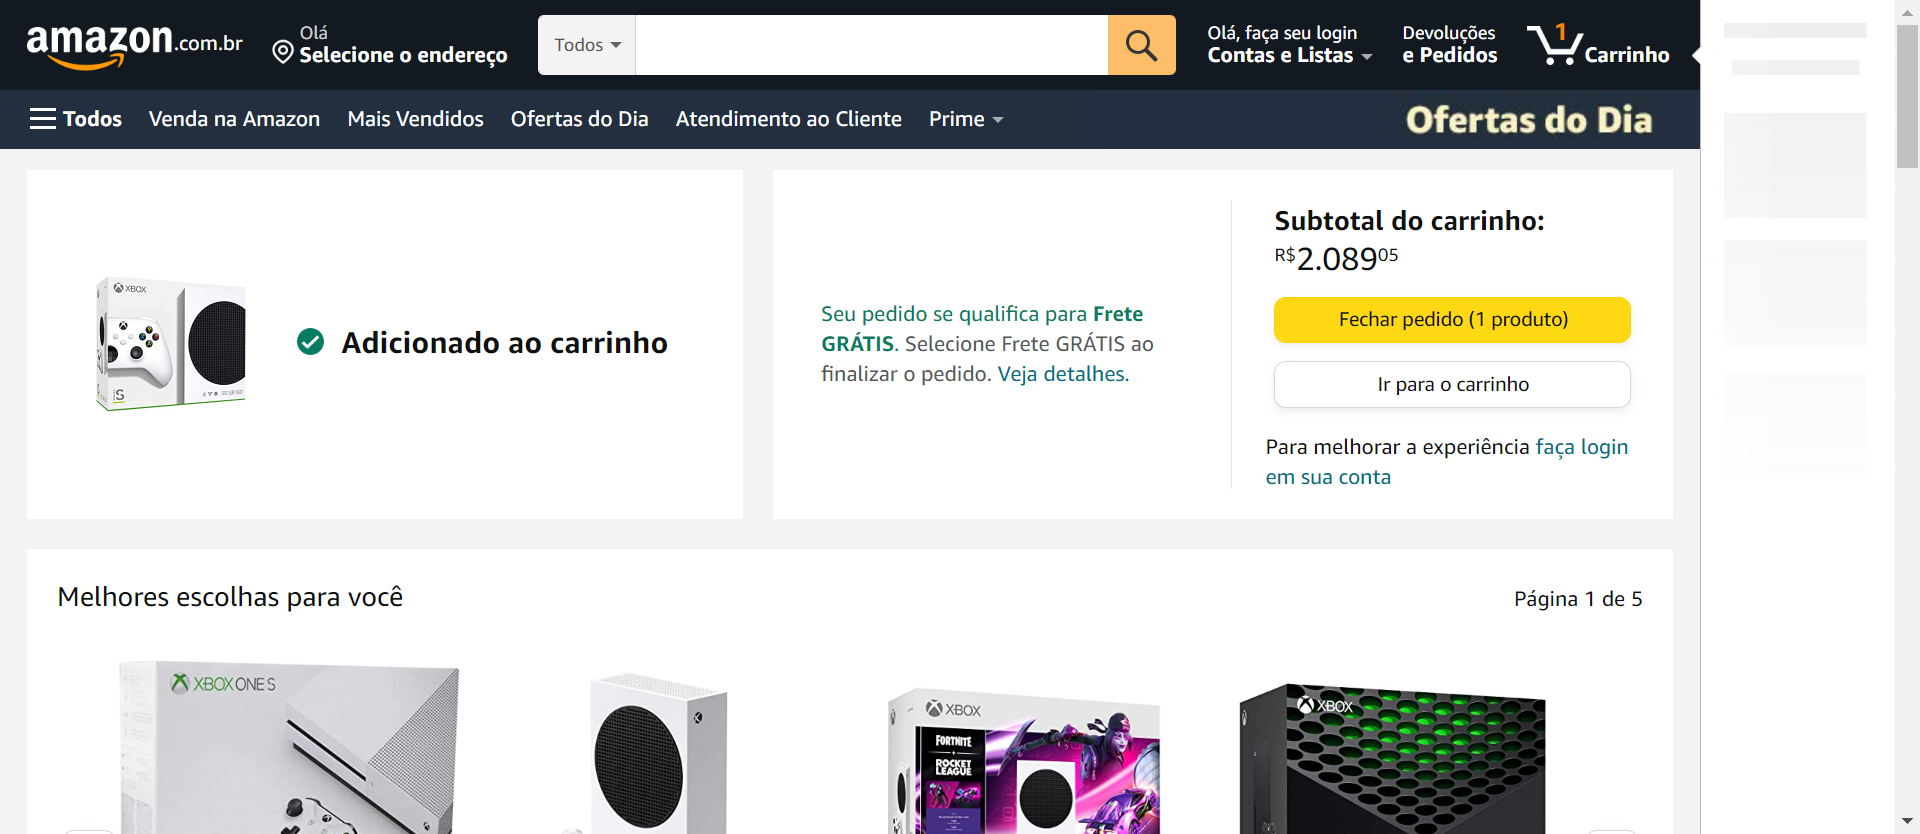 amazon.com.br
Olá
Selecione o endereço
Todos
Olá, faça seu login
Contas e Listas
Devoluções
e Pedidos
1
Carrinho
Todos
Venda na Amazon
Mais Vendidos
Ofertas do Dia
Atendimento ao Cliente
Prime
Ofertas do Dia
XBOX
S
512 GB SSD
Adicionado ao carrinho
Seu pedido se qualifica para Frete
GRÁTIS. Selecione Frete GRÁTIS ao
finalizar o pedido. Veja detalhes.
Subtotal do carrinho:
R$2.08905
Fechar pedido (1 produto)
Ir para o carrinho
Para melhorar a experiência faça login
em sua conta
Melhores escolhas para você
Página 1 de 5
XBOX ONE S
XBOX
FORTNITE
+
ROCKET
LEAGUE
XBOX